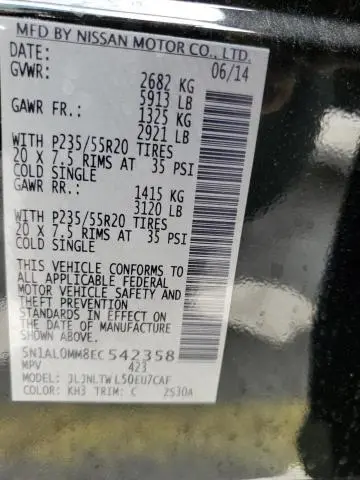 MFD BY NISSAN MOTOR CO., LTD.
DATE: 06/14
GVWR: 2682 KG
5913 LB
GAWR FR.: 1325 KG
2921 LB
WITH P235/55R20 TIRES
20 X 7.5 RIMS AT 35 PSI
COLD SINGLE
GAWR RR.: 1415 KG
3120 LB
WITH P235/55R20 TIRES
20 X 7.5 RIMS AT 35 PSI
COLD SINGLE
THIS VEHICLE CONFORMS TO
ALL APPLICABLE FEDERAL
MOTOR VEHICLE SAFETY AND
THEFT PREVENTION
STANDARDS IN EFFECT ON
THE DATE OF MANUFACTURE
SHOWN ABOVE.
5N1AL0MM8EC542358
MPV 423
MODEL: JLJNLTWL50EU7CAF
COLOR: KH3 TRIM: C 2S30A